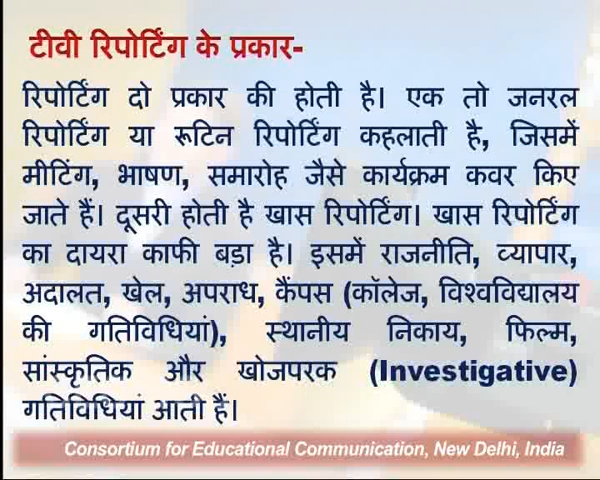 टीवी रिपोर्टिंग के प्रकार-
रिपोर्टिंग दो प्रकार की होती है। एक तो जनरल
रिपोर्टिंग या रूटिन रिपोर्टिंग कहलाती है, जिसमें
मीटिंग, भाषण, समारोह जैसे कार्यक्रम कवर किए
जाते हैं। दूसरी होती है खास रिपोर्टिंग। खास रिपोर्टिंग
का दायरा काफी बड़ा है। इसमें राजनीति, व्यापार,
अदालत, खेल, अपराध, कैंपस (कॉलेज, विश्वविद्यालय
की गतिविधियां), स्थानीय निकाय, फिल्म,
सांस्कृतिक और खोजपरक (Investigative)
गतिविधियां आती हैं।
Consortium for Educational Communication, New Delhi, India